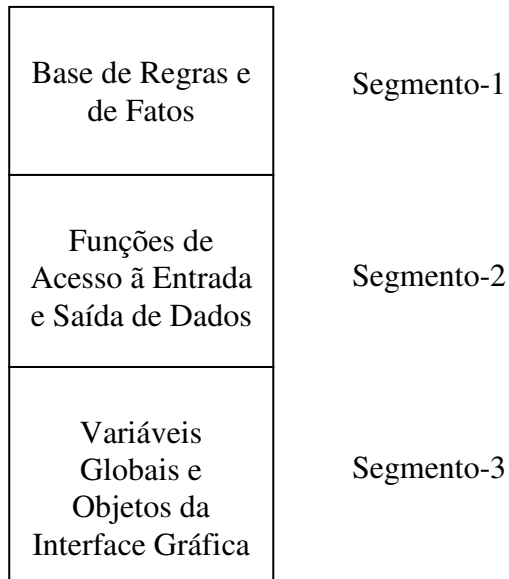 Base de Regras e
de Fatos
Segmento-1
Funções de
Acesso ã Entrada
e Saída de Dados
Segmento-2
Variáveis
Globais e
Objetos da
Interface Gráfica
Segmento-3